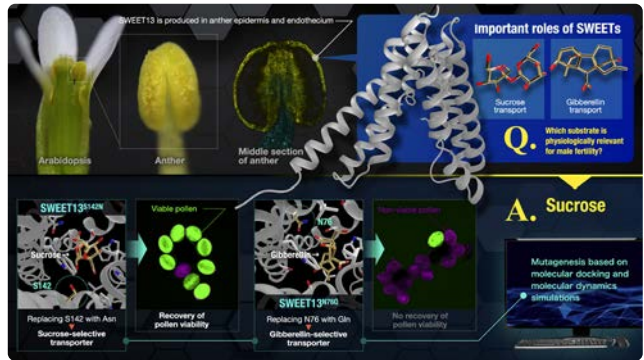 SWEET13 is produced in anther epidermis and endothecium
Important roles of SWEETs
Sucrose
transport
Gibberellin
transport
Q.
Which substrate is
physiologically relevant
for male fertility?
Arabidopsis
Anther
Middle section
of anther
A. Sucrose
SWEET13S142N
Sucrose
S142
Replacing S142 with Asn
Sucrose-selective
transporter
Viable pollen
Recovery of
pollen viability
N76
Gibberellin
SWEET13N76Q
Replacing N76 with Gln
Gibberellin-selective
transporter
Non-viable pollen
No recovery of
pollen viability
Mutagenesis based on
molecular docking and
molecular dynamics
simulations